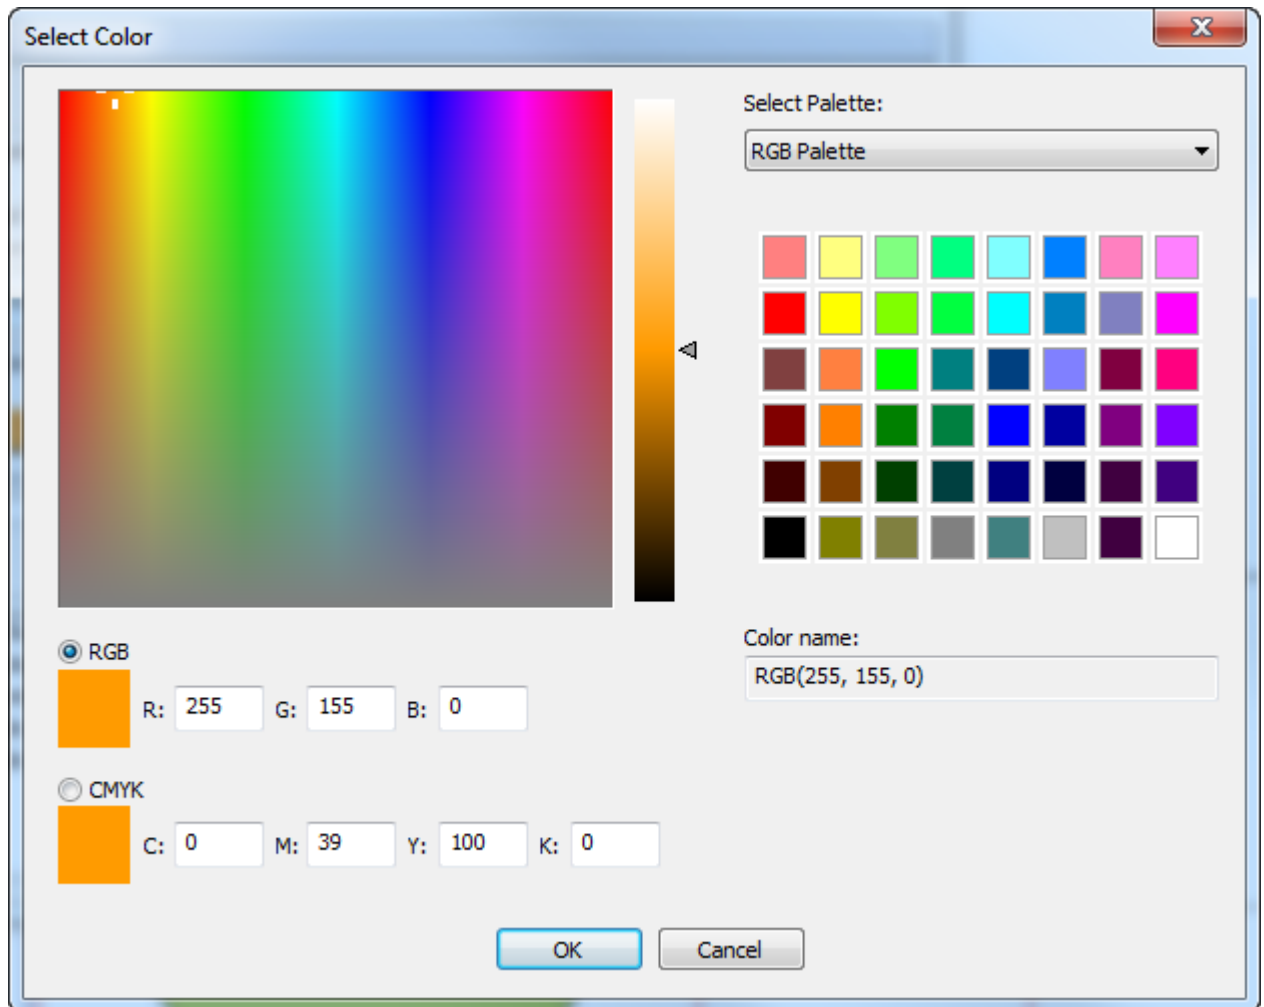 Select Color
Select Palette:
RGB Palette
Color name:
RGB(255, 155, 0)
RGB
R: 255 G: 155 B: 0
CMYK
C: 0 M: 39 Y: 100 K: 0
OK Cancel